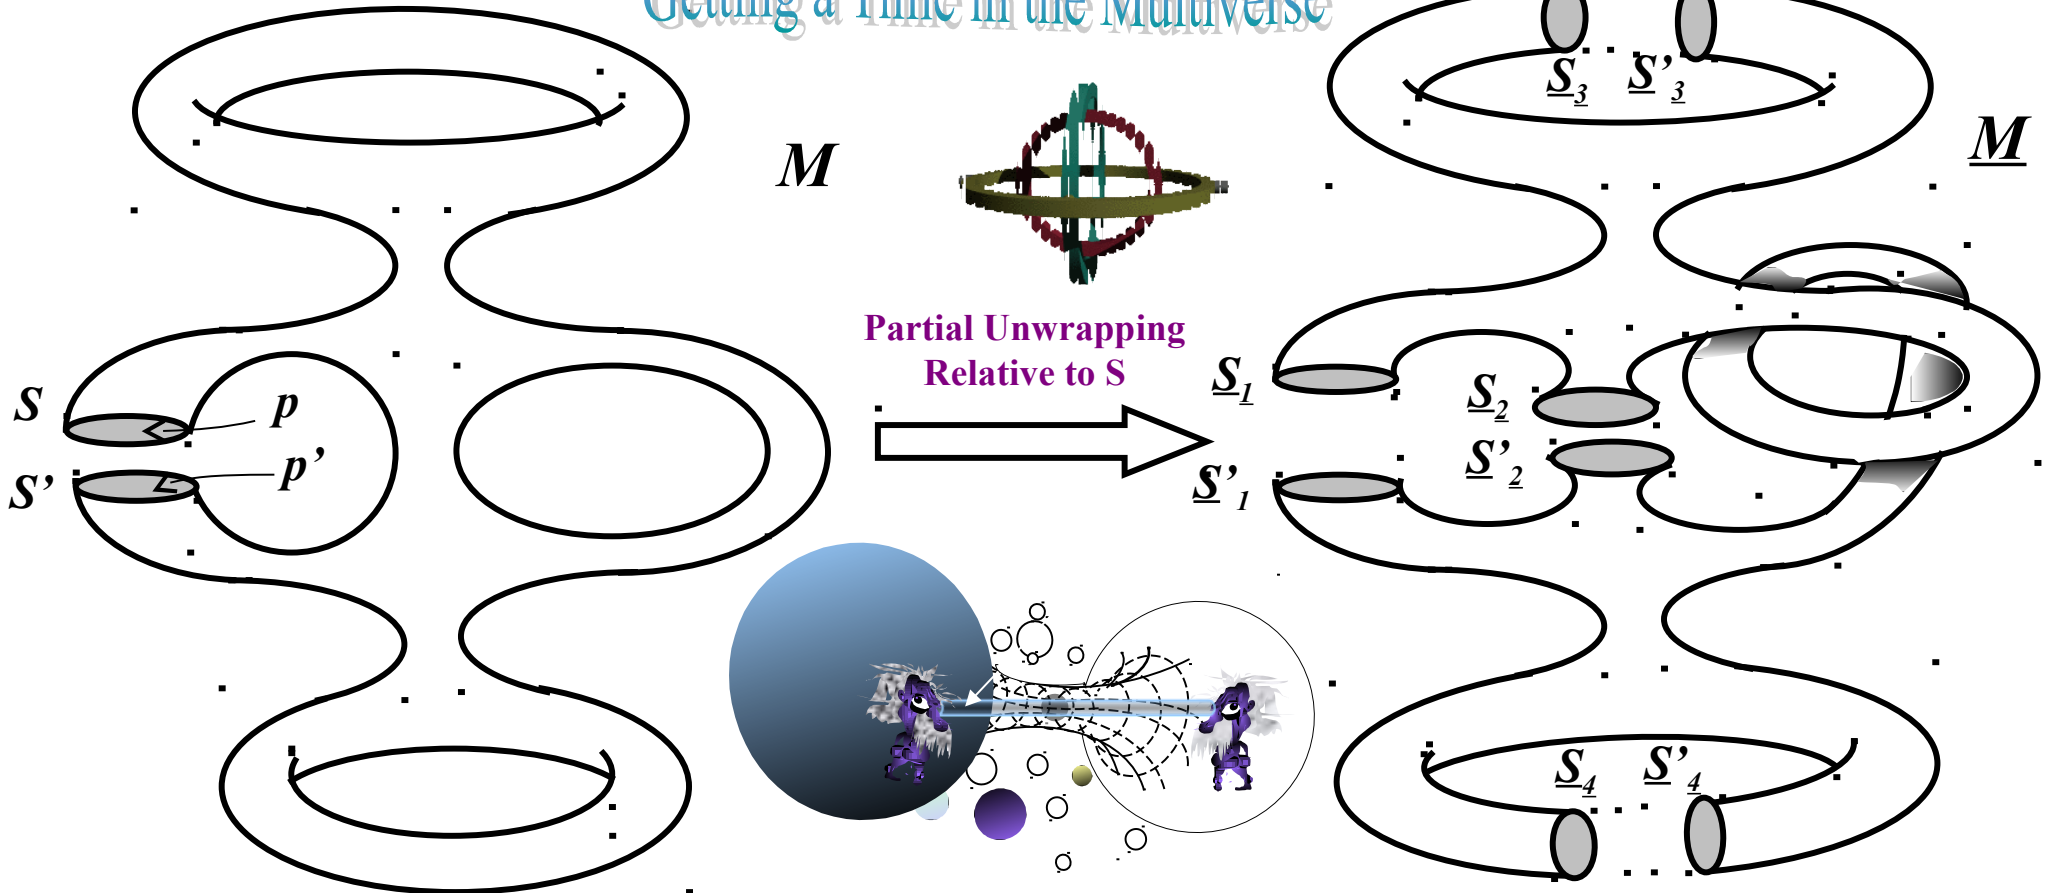 Getting a Time in the Multiverse
S₃ S'₃
M
M
Partial Unwrapping
Relative to S
S
p
S₁
S₂
S'
p'
S'₁
S'₂
S₄ S'₄